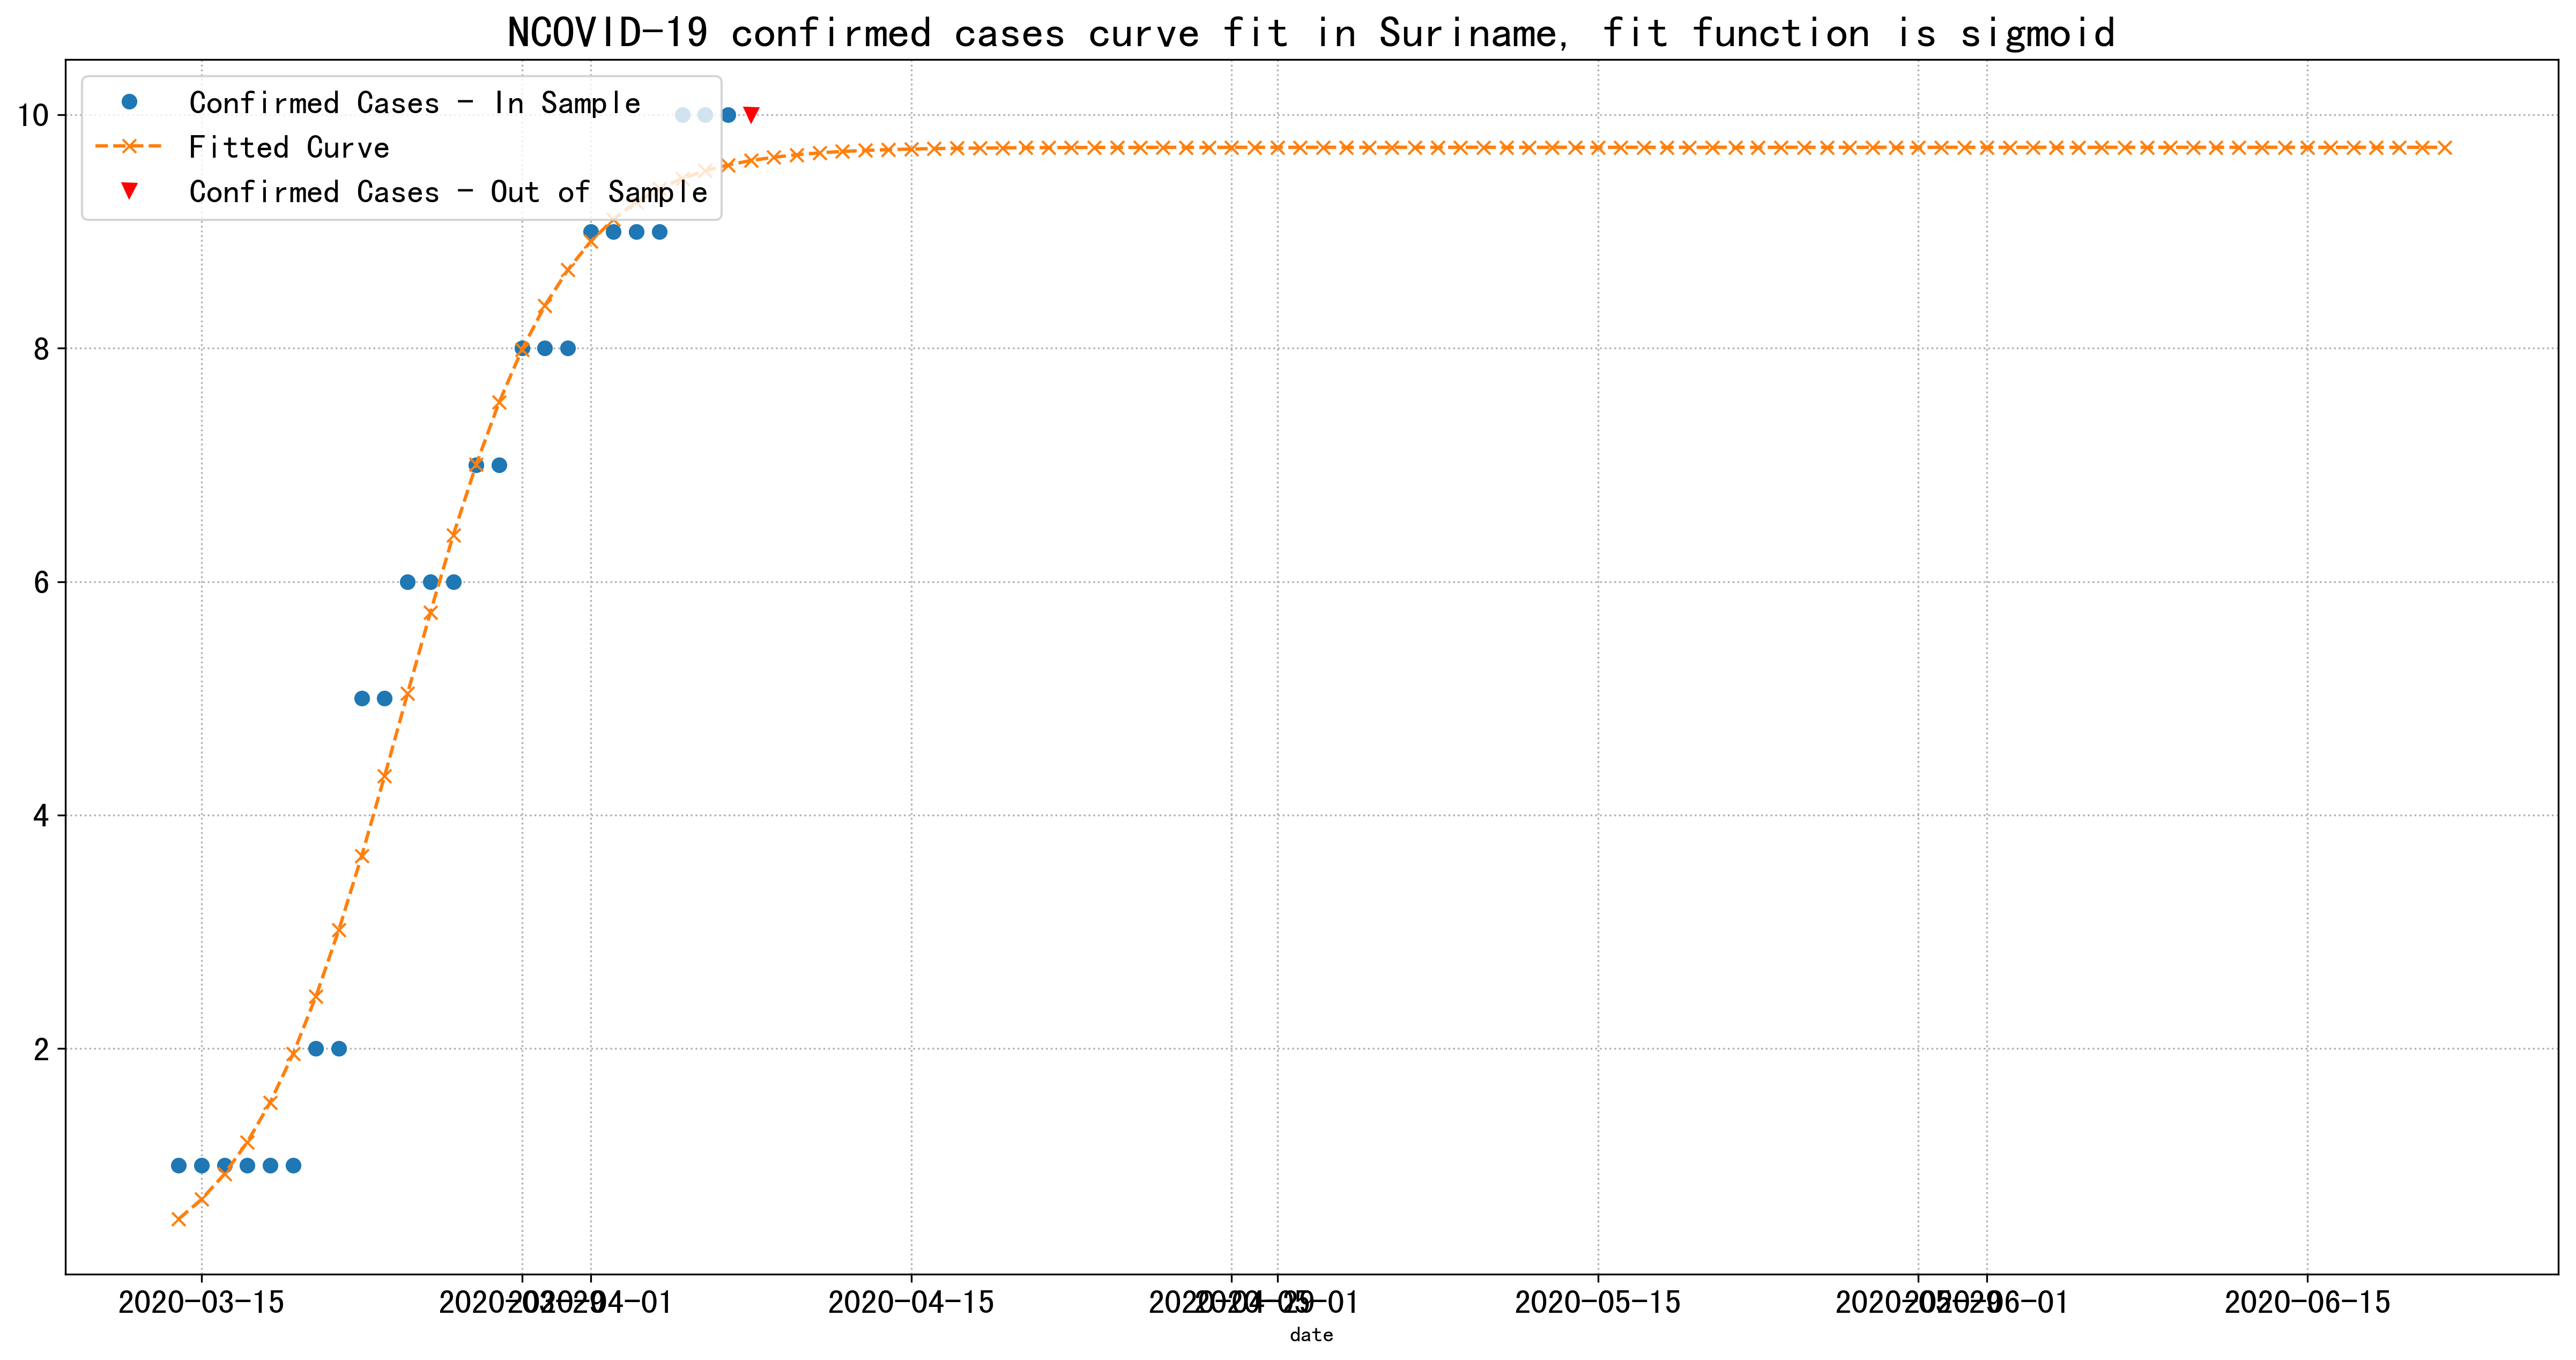 NCOVID-19 confirmed cases curve fit in Suriname, fit function is sigmoid
Confirmed Cases - In Sample
Fitted Curve
Confirmed Cases - Out of Sample
10
8
6
4
2
2020-03-15 2020-03-29 2020-04-01 2020-04-15 2020-04-29 2020-05-01 2020-05-15 2020-05-29 2020-06-01 2020-06-15
date